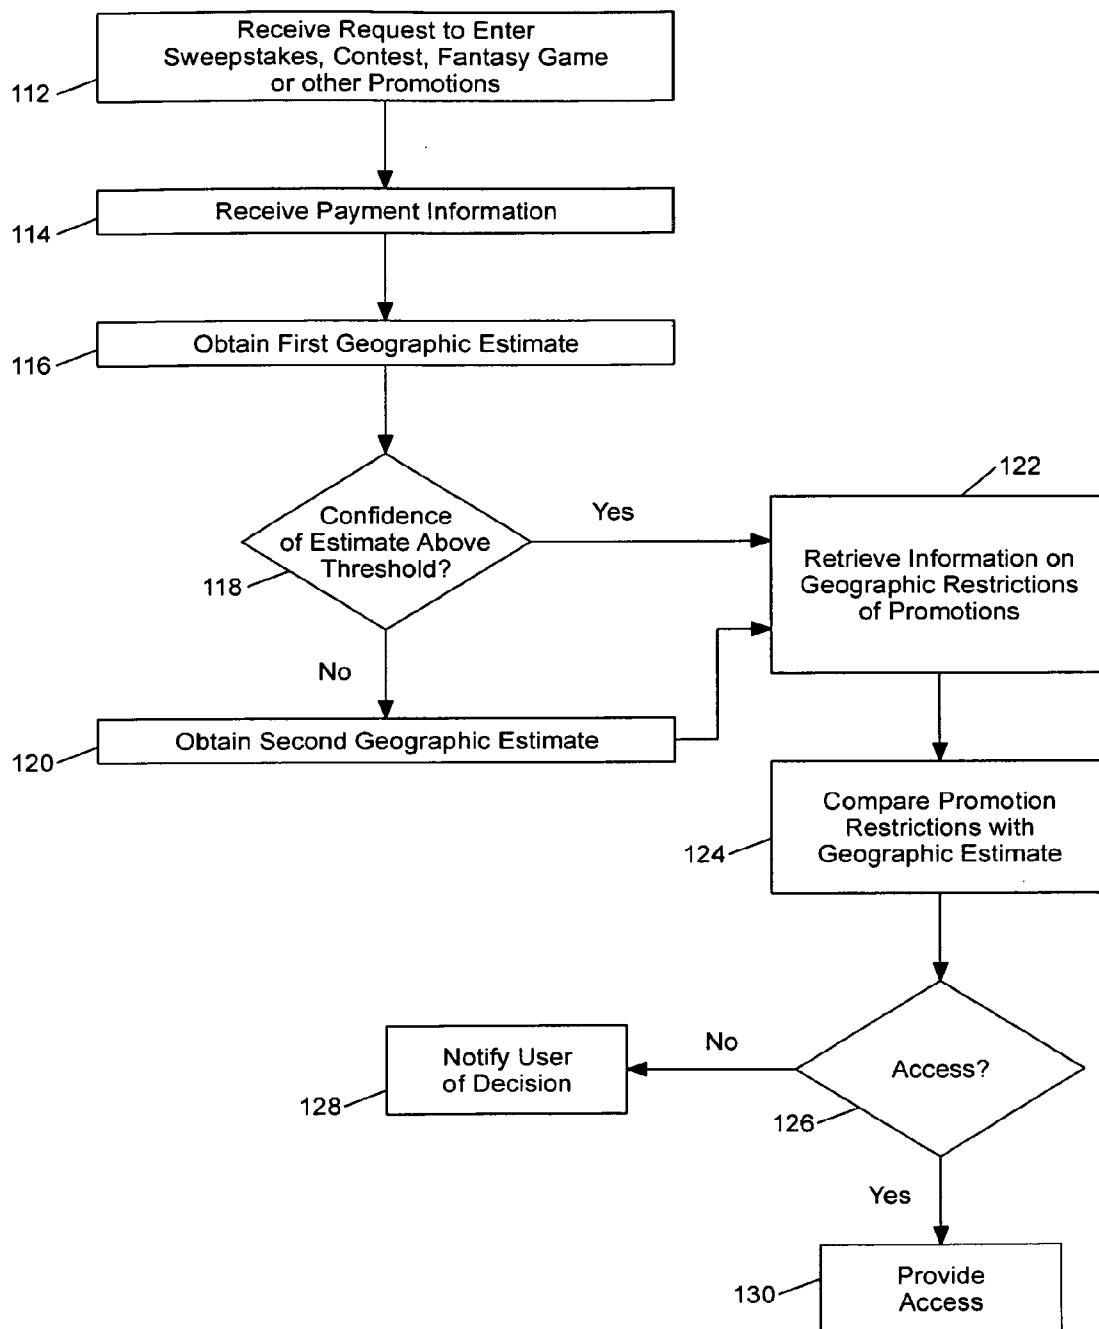 Receive Request to Enter
Sweepstakes, Contest, Fantasy Game
or other Promotions
112
Receive Payment Information
114
Obtain First Geographic Estimate
116
122
Confidence
of Estimate Above
Threshold?
118
Yes
Retrieve Information on
Geographic Restrictions
of Promotions
No
Obtain Second Geographic Estimate
120
Compare Promotion
Restrictions with
Geographic Estimate
124
Notify User
of Decision
128
No
Access?
126
Yes
Provide
Access
130